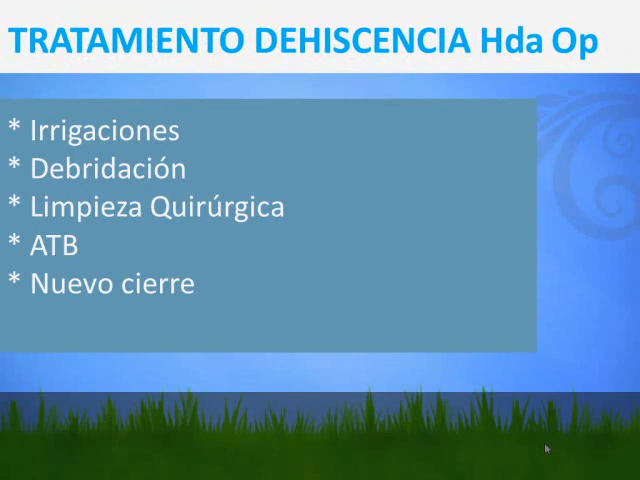 TRATAMIENTO DEHISCENCIA Hda Op
* Irrigaciones
* Debridación
* Limpieza Quirúrgica
* ATB
* Nuevo cierre